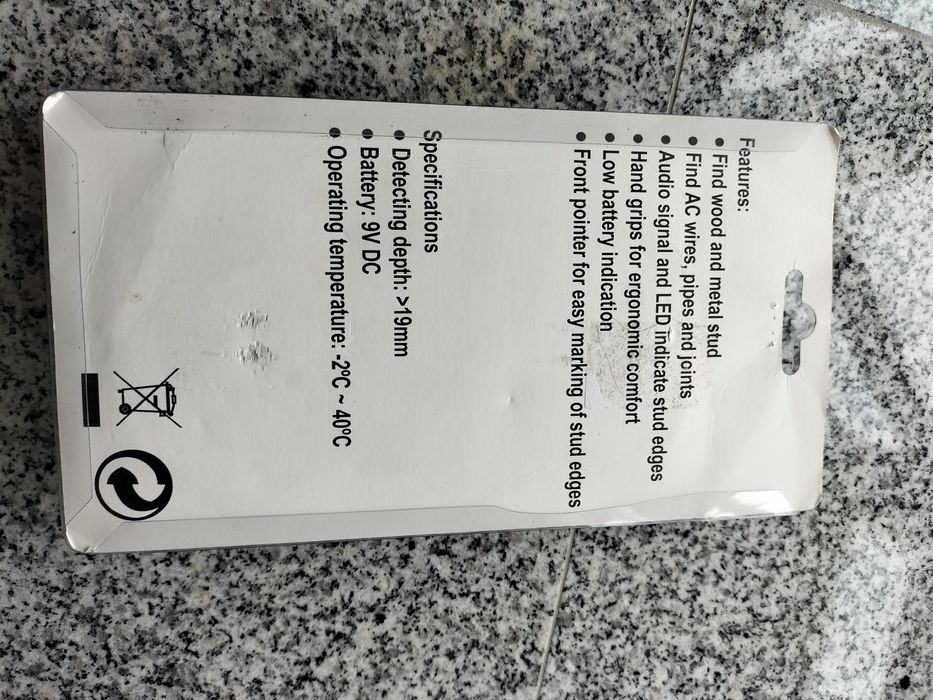 Features:
● Find wood and metal stud
● Find AC wires, pipes and joints
● Audio signal and LED indicate stud edges
● Hand grips for ergonomic comfort
● Low battery indication
● Front pointer for easy marking of stud edges
Specifications
● Detecting depth: >19mm
● Battery: 9V DC
● Operating temperature: -2°C ~ 40°C